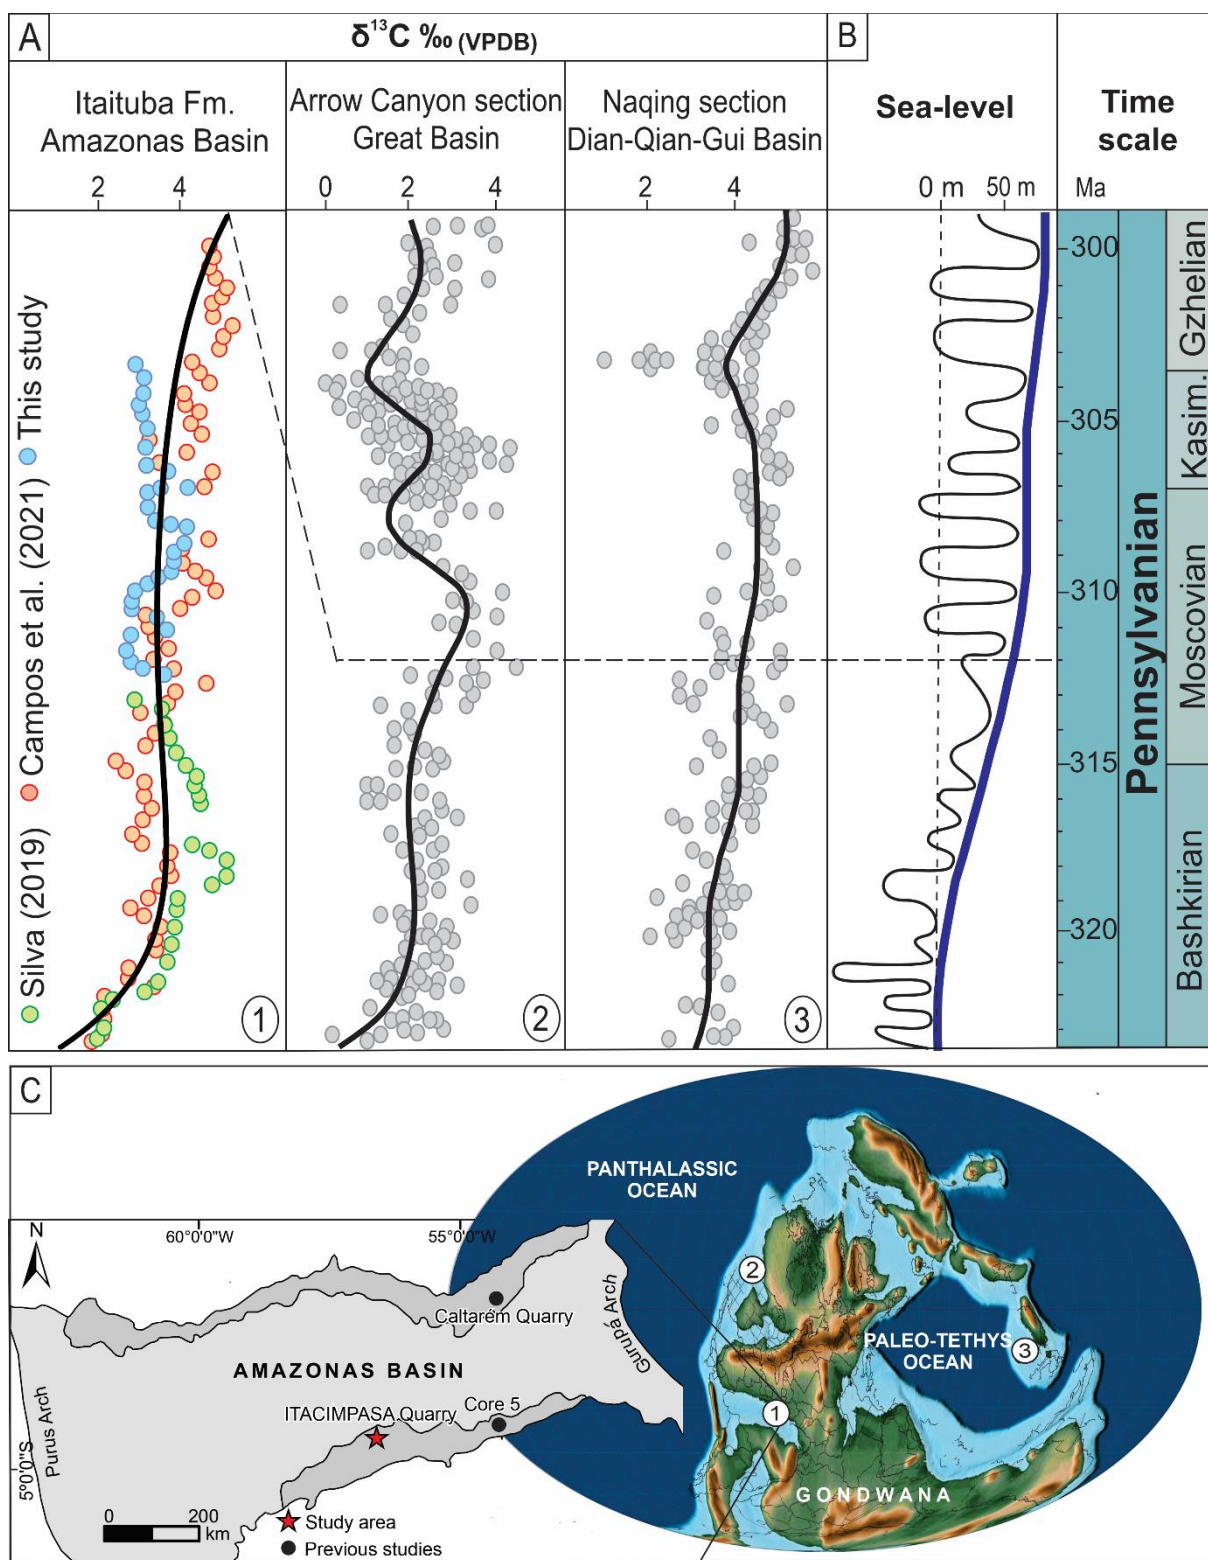 A
δ¹³C ‰ (VPDB)
B
Itaituba Fm.
Amazonas Basin
Arrow Canyon section
Great Basin
Naqing section
Dian-Qian-Gui Basin
Sea-level
Time
scale
2 4
0 2 4
2 4
0 m 50 m
Ma
Silva (2019) Campos et al. (2021) This study
1
2
3
300
305
310
315
320
Pennsylvanian
Gzhelian
Kasim.
Moscovian
Bashkirian
C
N
60°0'0"W 55°0'0"W
5º0'0"S
Purus Arch
Gurupá Arch
Caltarém Quarry
AMAZONAS BASIN
ITACIMPASA Quarry
Core 5
0 200
km
Study area
Previous studies
PANTHALASSIC
OCEAN
2
PALEO-TETHYS
OCEAN
3
1
GONDWANA